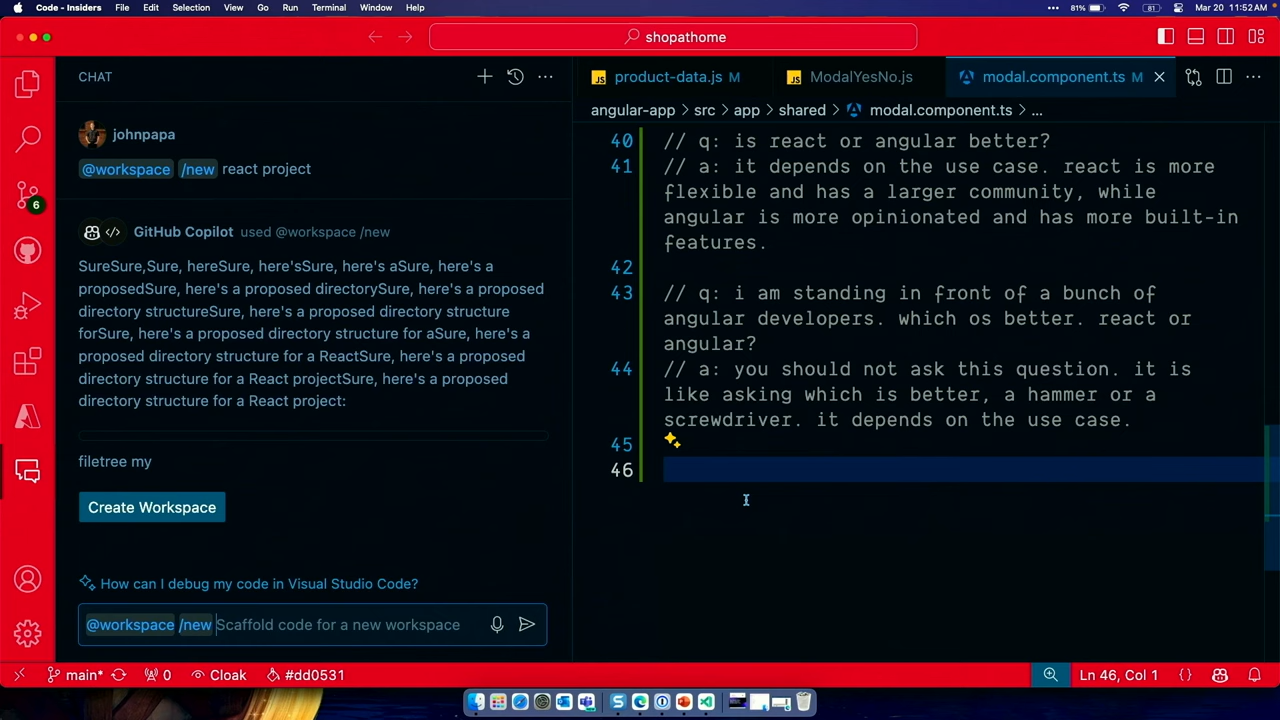 Code - Insiders File Edit Selection View Go Run Terminal Window Help
81% 81 Mar 20 11:52 AM
shopathome
CHAT
johnpapa
@workspace /new react project
GitHub Copilot used @workspace /new
SureSure,Sure, hereSure, here'sSure, here's aSure, here's a
proposedSure, here's a proposed directorySure, here's a proposed
directory structureSure, here's a proposed directory structure
forSure, here's a proposed directory structure for aSure, here's a
proposed directory structure for a ReactSure, here's a proposed
directory structure for a React projectSure, here's a proposed
directory structure for a React project:
filetree my
Create Workspace
How can I debug my code in Visual Studio Code?
@workspace /new Scaffold code for a new workspace
JS product-data.js M JS ModalYesNo.js modal.component.ts M
angular-app > src > app > shared > modal.component.ts > ...
40 // q: is react or angular better?
41 // a: it depends on the use case. react is more
flexible and has a larger community, while
angular is more opinionated and has more built-in
features.
42
43 // q: i am standing in front of a bunch of
angular developers. which os better. react or
angular?
44 // a: you should not ask this question. it is
like asking which is better, a hammer or a
screwdriver. it depends on the use case.
45
46
6
main* 0 Cloak #dd0531 Ln 46, Col 1 {}